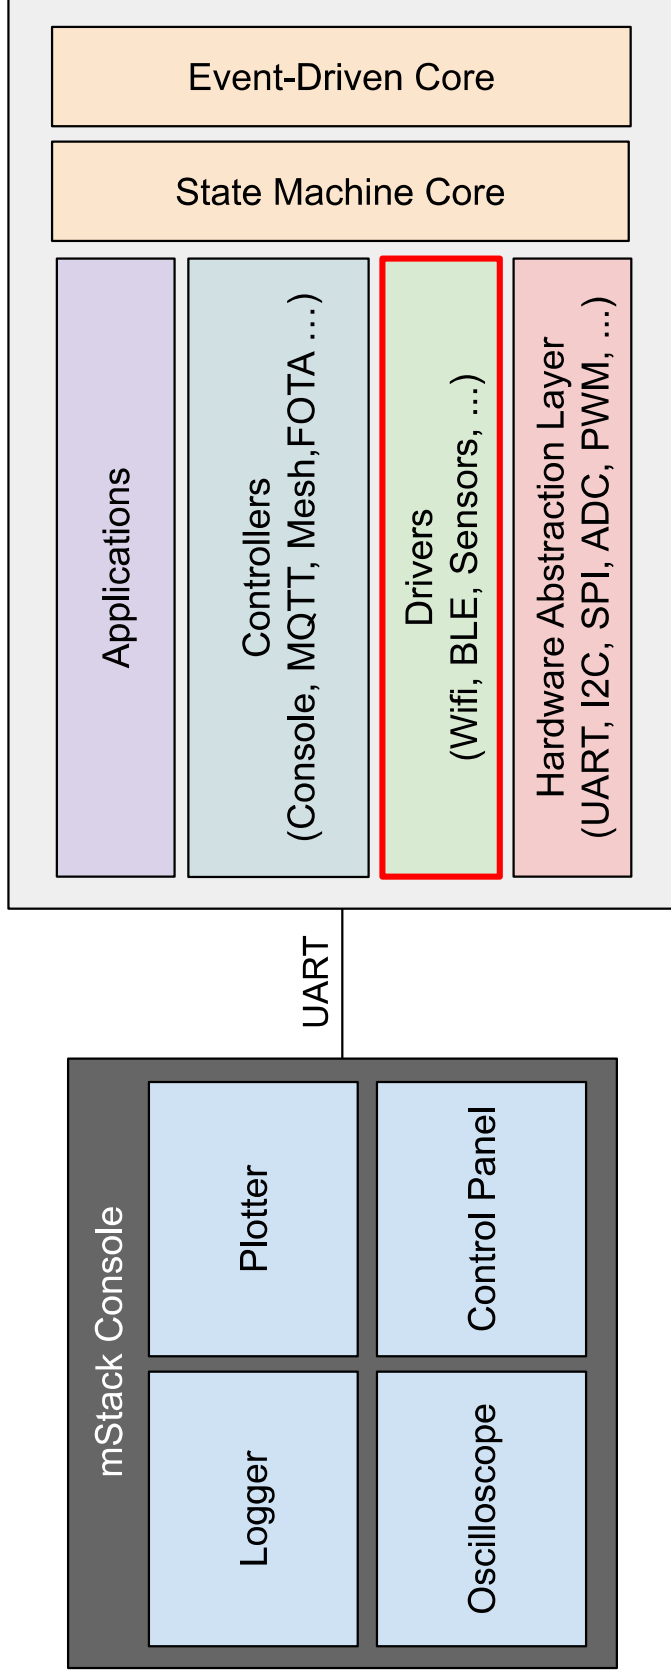 Event-Driven Core
State Machine Core
Applications
Controllers
(Console, MQTT, Mesh,FOTA ...)
Drivers
(Wifi, BLE, Sensors, ...)
Hardware Abstraction Layer
(UART, I2C, SPI, ADC, PWM, ...)
UART
mStack Console
Logger
Plotter
Oscilloscope
Control Panel